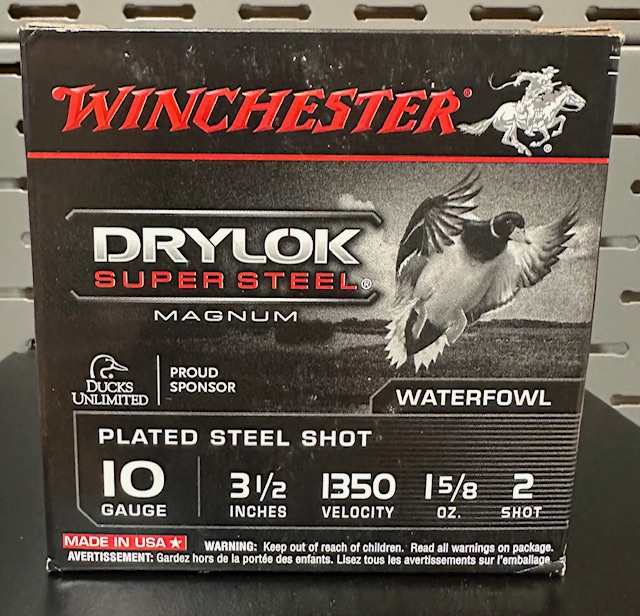 WINCHESTER®
®
DRYLOK
SUPER STEEL®
MAGNUM
DUCKS
UNLIMITED
PROUD
SPONSOR
WATERFOWL
PLATED STEEL SHOT
10
GAUGE
3 1/2
INCHES
1350
VELOCITY
1 5/8
OZ.
2
SHOT
MADE IN USA ★
WARNING: Keep out of reach of children. Read all warnings on package.
AVERTISSEMENT: Gardez hors de la portée des enfants. Lisez tous les avertissements sur l'emballage.